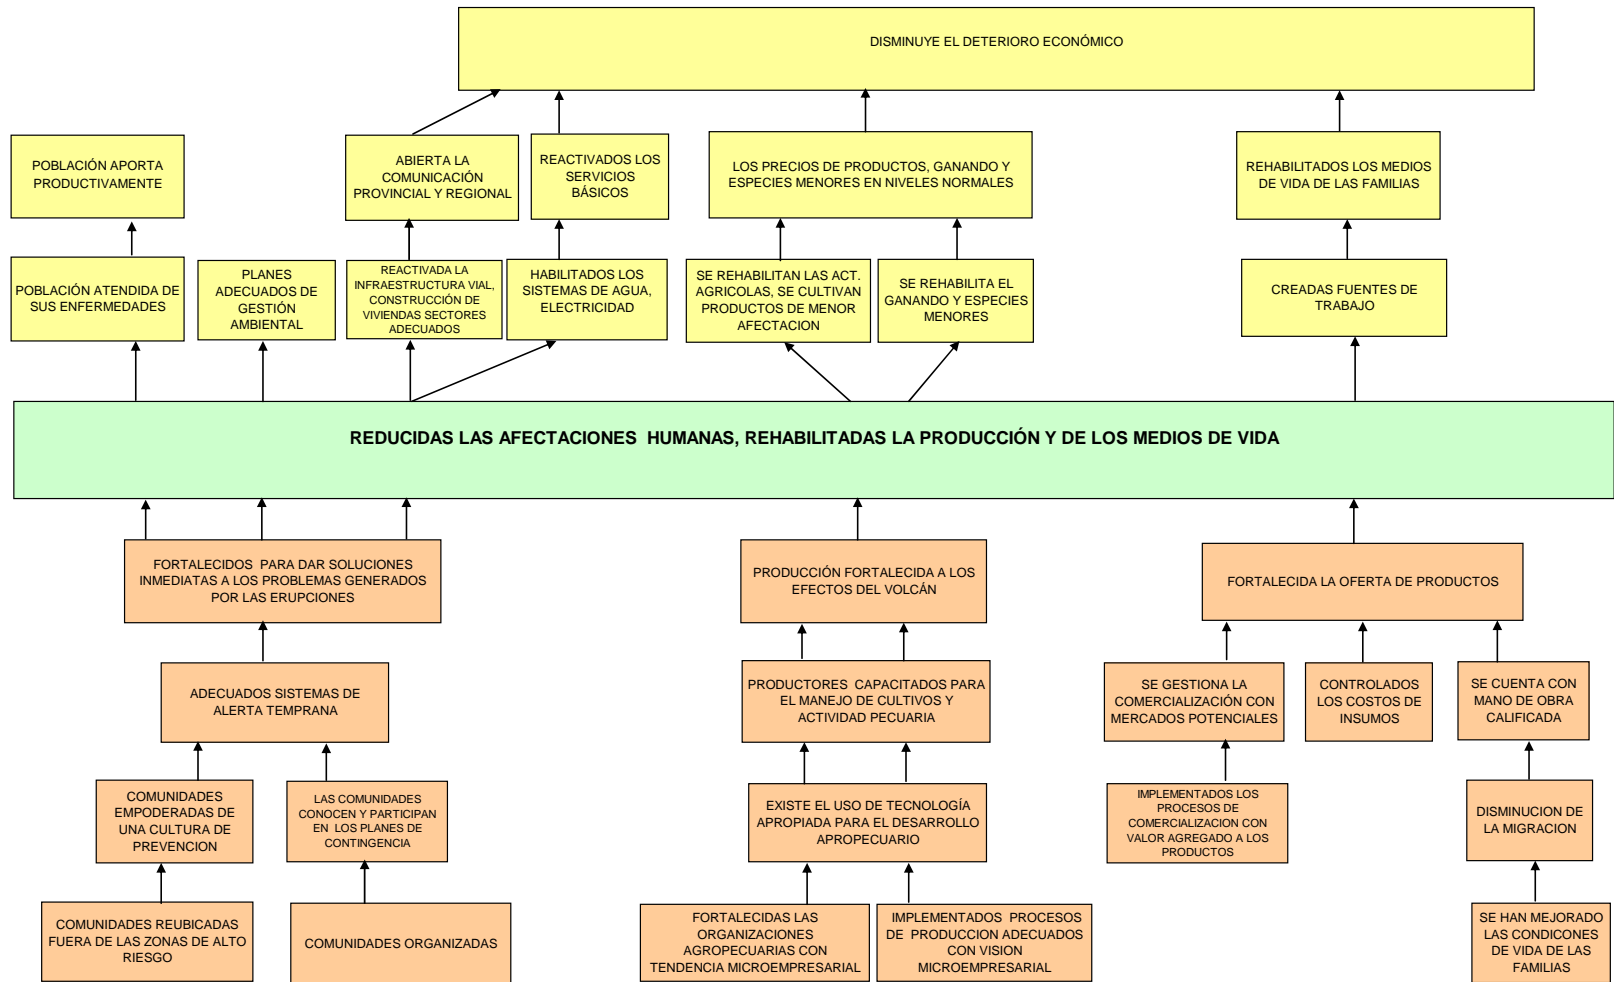 DISMINUYE EL DETERIORO ECONÓMICO
POBLACIÓN APORTA
PRODUCTIVAMENTE
ABIERTA LA
COMUNICACIÓN
PROVINCIAL Y REGIONAL
REACTIVADOS LOS
SERVICIOS
BÁSICOS
LOS PRECIOS DE PRODUCTOS, GANANDO Y
ESPECIES MENORES EN NIVELES NORMALES
REHABILITADOS LOS MEDIOS
DE VIDA DE LAS FAMILIAS
POBLACIÓN ATENDIDA DE
SUS ENFERMEDADES
PLANES
ADECUADOS DE
GESTIÓN
AMBIENTAL
REACTIVADA LA
INFRAESTRUCTURA VIAL,
CONSTRUCCIÓN DE
VIVIENDAS SECTORES
ADECUADOS
HABILITADOS LOS
SISTEMAS DE AGUA,
ELECTRICIDAD
SE REHABILITAN LAS ACT.
AGRICOLAS, SE CULTIVAN
PRODUCTOS DE MENOR
AFECTACION
SE REHABILITA EL
GANANDO Y ESPECIES
MENORES
CREADAS FUENTES DE
TRABAJO
REDUCIDAS LAS AFECTACIONES HUMANAS, REHABILITADAS LA PRODUCCIÓN Y DE LOS MEDIOS DE VIDA
FORTALECIDOS PARA DAR SOLUCIONES
INMEDIATAS A LOS PROBLEMAS GENERADOS
POR LAS ERUPCIONES
PRODUCCIÓN FORTALECIDA A LOS
EFECTOS DEL VOLCÁN
FORTALECIDA LA OFERTA DE PRODUCTOS
ADECUADOS SISTEMAS DE
ALERTA TEMPRANA
PRODUCTORES CAPACITADOS PARA
EL MANEJO DE CULTIVOS Y
ACTIVIDAD PECUARIA
SE GESTIONA LA
COMERCIALIZACIÓN CON
MERCADOS POTENCIALES
CONTROLADOS
LOS COSTOS DE
INSUMOS
SE CUENTA CON
MANO DE OBRA
CALIFICADA
COMUNIDADES
EMPODERADAS DE
UNA CULTURA DE
PREVENCION
LAS COMUNIDADES
CONOCEN Y PARTICIPAN
EN LOS PLANES DE
CONTINGENCIA
EXISTE EL USO DE TECNOLOGÍA
APROPIADA PARA EL DESARROLLO
APROPECUARIO
IMPLEMENTADOS LOS
PROCESOS DE
COMERCIALIZACION CON
VALOR AGREGADO A LOS
PRODUCTOS
DISMINUCION DE
LA MIGRACION
COMUNIDADES REUBICADAS
FUERA DE LAS ZONAS DE ALTO
RIESGO
COMUNIDADES ORGANIZADAS
FORTALECIDAS LAS
ORGANIZACIONES
AGROPECUARIAS CON
TENDENCIA MICROEMPRESARIAL
IMPLEMENTADOS PROCESOS
DE PRODUCCION ADECUADOS
CON VISION
MICROEMPRESARIAL
SE HAN MEJORADO
LAS CONDICONES
DE VIDA DE LAS
FAMILIAS